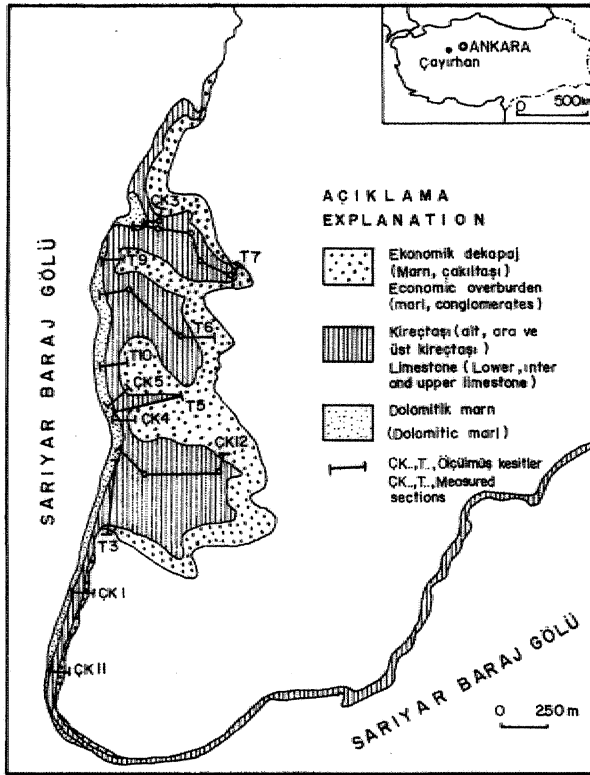 ANKARA
Çayırhan
0 500km
AÇIKLAMA
EXPLANATION
Ekonomik dekapaj
(Marn, çakıltaşı)
Economic overburden
(marl, conglomerates)
Kireçtaşı (alt, ara ve
üst kireçtaşı)
Limestone (Lower, inter
and upper limestone)
Dolomitik marn
(Dolomitic marl)
ÇK.., T.., Ölçülmüş kesitler
ÇK.., T.., Measured
sections
SARIYAR BARAJ GÖLÜ
ÇK3
T1
T7
T9
T6
T10
ÇK5
T5
ÇK4
ÇK12
T3
ÇK1
ÇK11
SARIYAR BARAJ GÖLÜ
0 250m